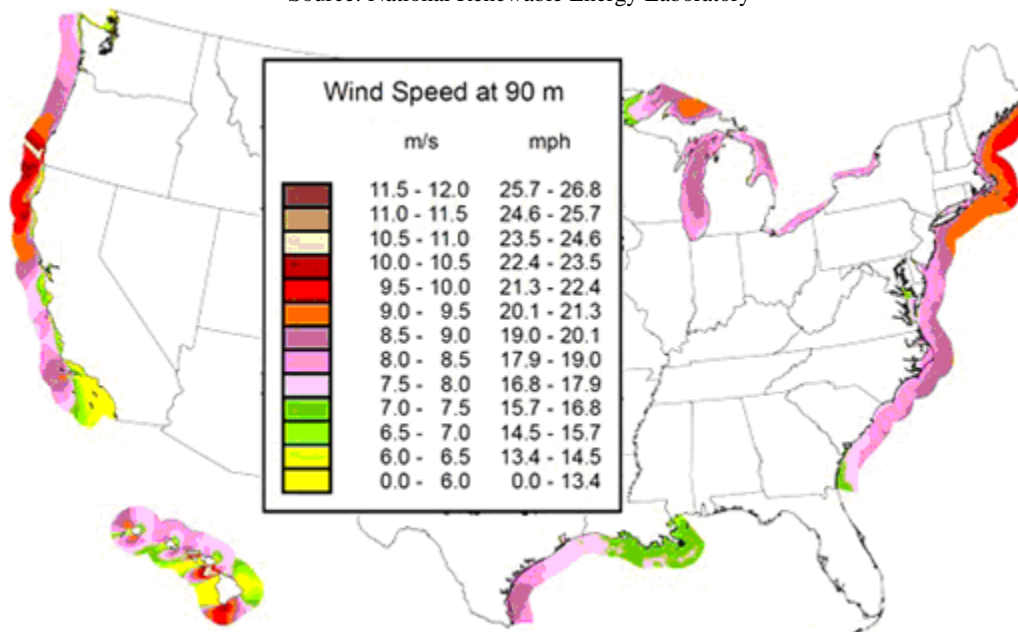 Source: National Renewable Energy Laboratory
Wind Speed at 90 m
m/s mph
11.5 - 12.0 25.7 - 26.8
11.0 - 11.5 24.6 - 25.7
10.5 - 11.0 23.5 - 24.6
10.0 - 10.5 22.4 - 23.5
9.5 - 10.0 21.3 - 22.4
9.0 - 9.5 20.1 - 21.3
8.5 - 9.0 19.0 - 20.1
8.0 - 8.5 17.9 - 19.0
7.5 - 8.0 16.8 - 17.9
7.0 - 7.5 15.7 - 16.8
6.5 - 7.0 14.5 - 15.7
6.0 - 6.5 13.4 - 14.5
0.0 - 6.0 0.0 - 13.4